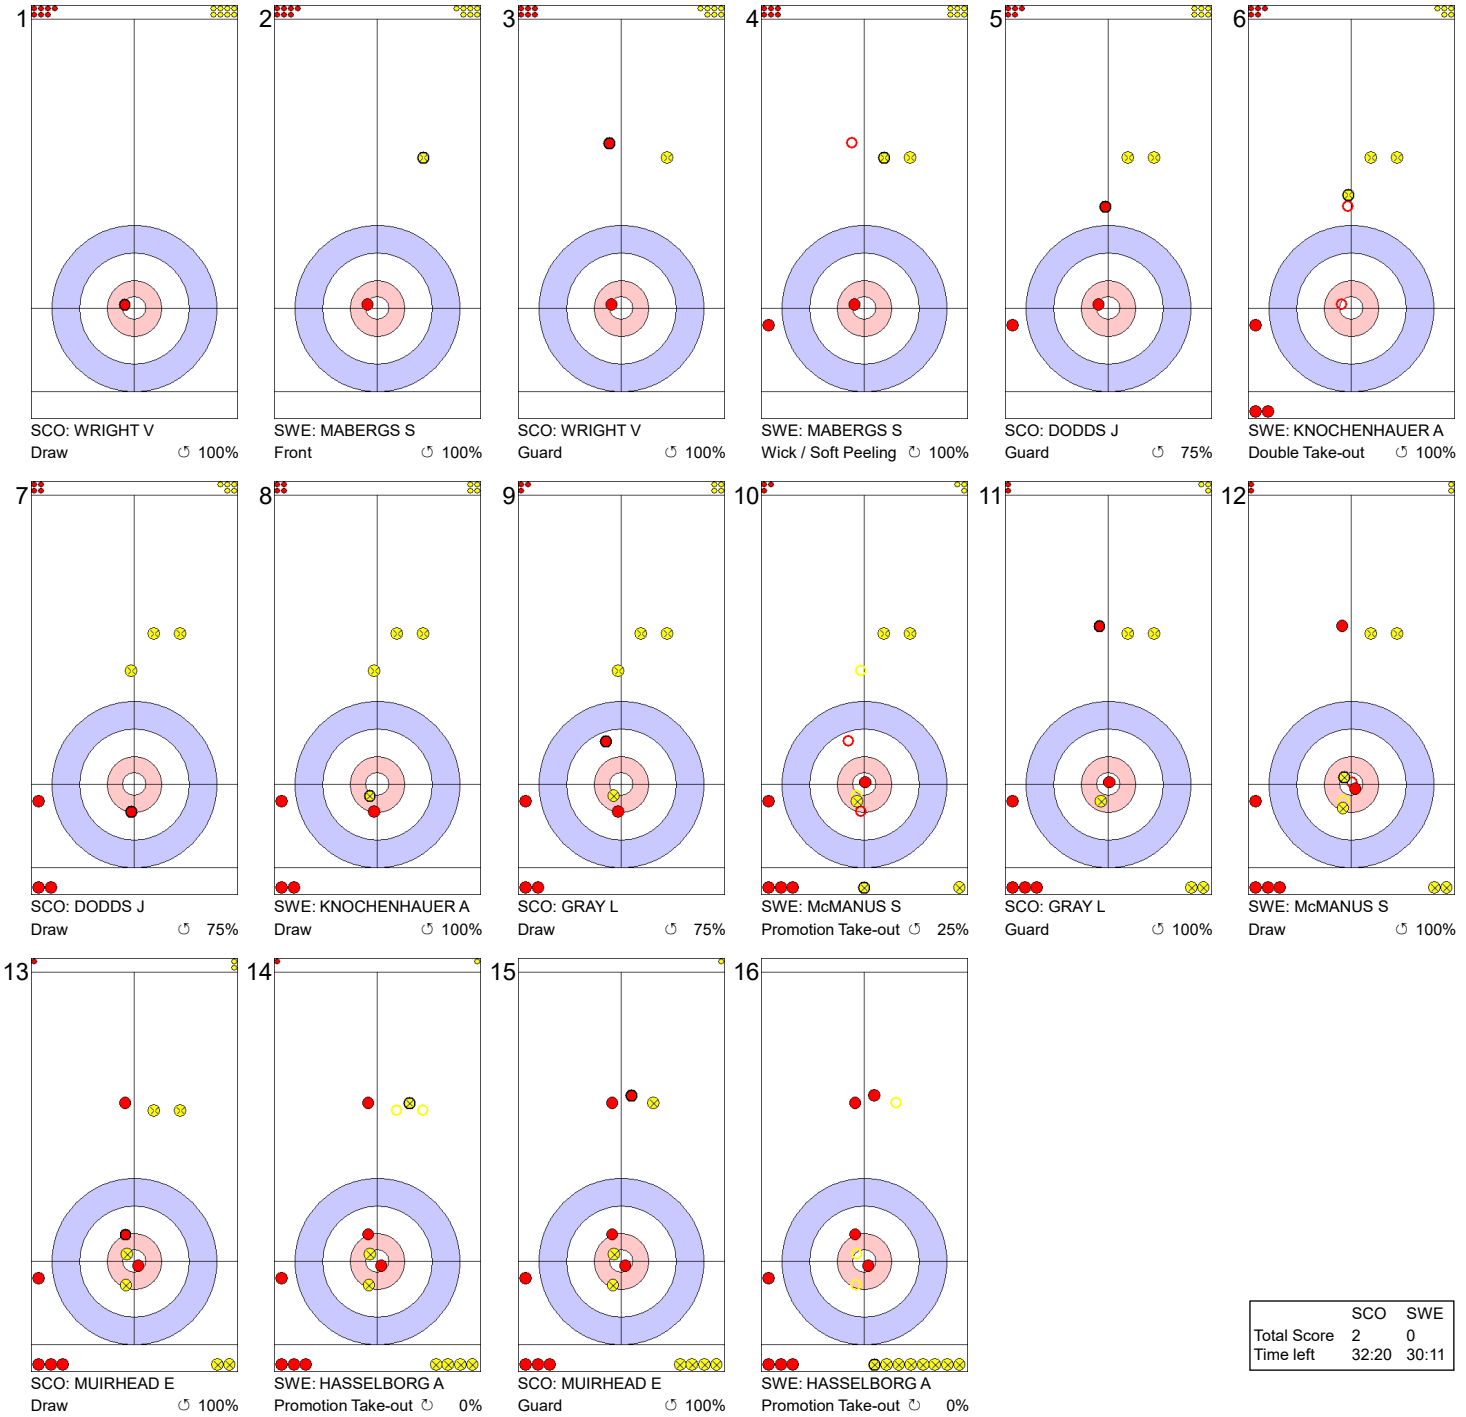 1
SCO: WRIGHT V
Draw ↺ 100%
2
SWE: MABERGS S
Front ↺ 100%
3
SCO: WRIGHT V
Guard ↺ 100%
4
SWE: MABERGS S
Wick / Soft Peeling ↻ 100%
5
SCO: DODDS J
Guard ↺ 75%
6
SWE: KNOCHENHAUER A
Double Take-out ↺ 100%
7
SCO: DODDS J
Draw ↺ 75%
8
SWE: KNOCHENHAUER A
Draw ↺ 100%
9
SCO: GRAY L
Draw ↺ 75%
10
SWE: McMANUS S
Promotion Take-out ↺ 25%
11
SCO: GRAY L
Guard ↺ 100%
12
SWE: McMANUS S
Draw ↺ 100%
13
SCO: MUIRHEAD E
Draw ↺ 100%
14
SWE: HASSELBORG A
Promotion Take-out ↻ 0%
15
SCO: MUIRHEAD E
Guard ↺ 100%
16
SWE: HASSELBORG A
Promotion Take-out ↻ 0%
SCO SWE
Total Score 2 0
Time left 32:20 30:11